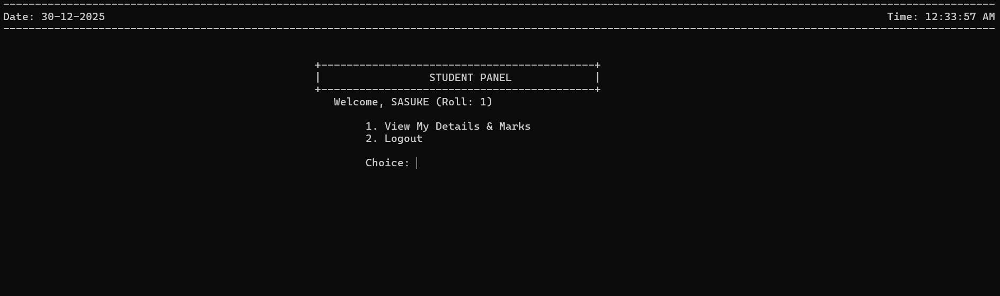 --------------------------------------------------------------------------------------------------------------------------------------------------------
Date: 30-12-2025 Time: 12:33:57 AM
--------------------------------------------------------------------------------------------------------------------------------------------------------
+-------------------------------------------+
| STUDENT PANEL |
+-------------------------------------------+
Welcome, SASUKE (Roll: 1)
1. View My Details & Marks
2. Logout
Choice: